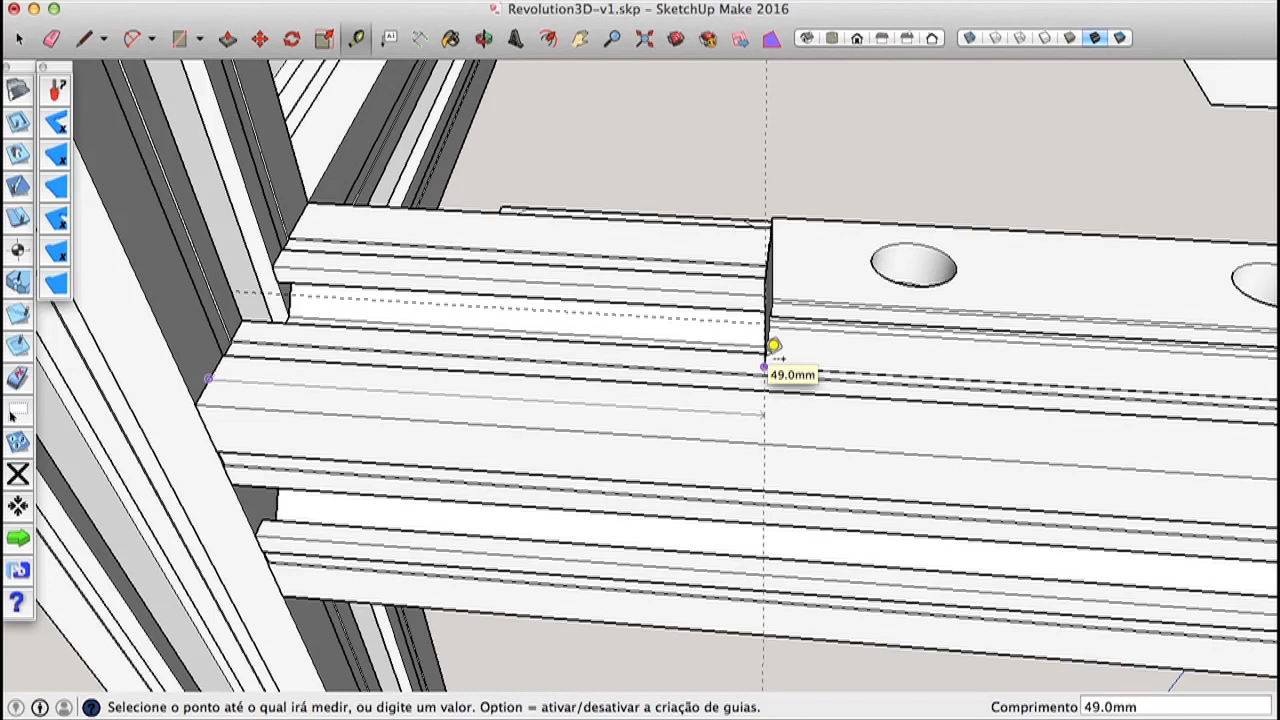 Revolution3D-v1.skp – SketchUp Make 2016
A1
49.0mm
Selecione o ponto até o qual irá medir, ou digite um valor. Option = ativar/desativar a criação de guias.
Comprimento 49.0mm